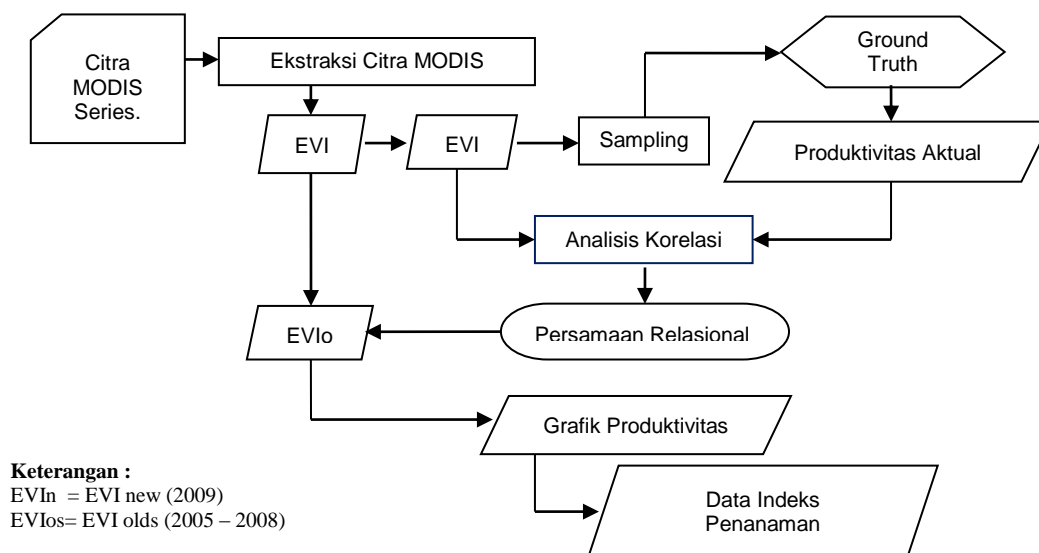 Citra
MODIS
Series.
Ekstraksi Citra MODIS
Ground
Truth
EVI
EVI
Sampling
Produktivitas Aktual
Analisis Korelasi
EVIo
Persamaan Relasional
Grafik Produktivitas
Data Indeks
Penanaman
Keterangan :
EVIn = EVI new (2009)
EVIos= EVI olds (2005 – 2008)